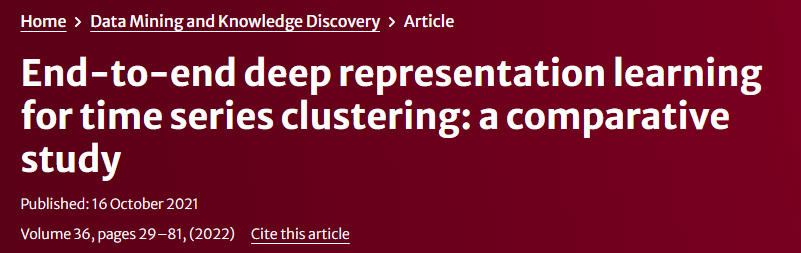 Home > Data Mining and Knowledge Discovery > Article
End-to-end deep representation learning
for time series clustering: a comparative
study
Published: 16 October 2021
Volume 36, pages 29–81, (2022) Cite this article